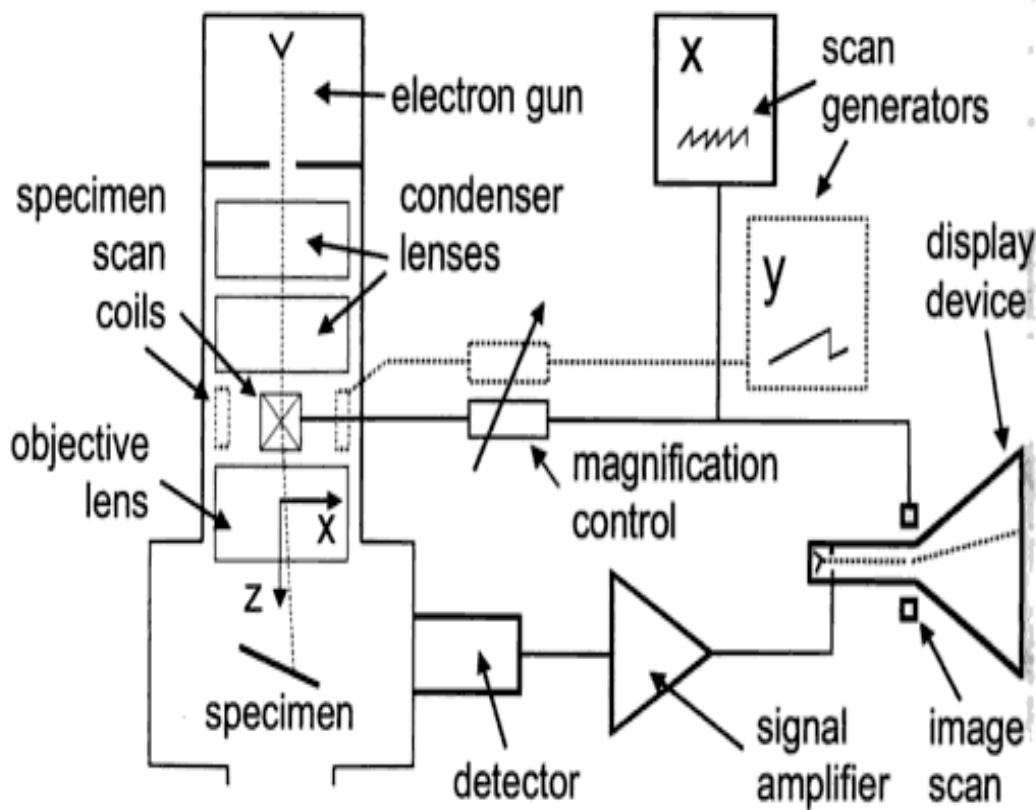 electron gun
X
scan
generators
specimen
scan
coils
condenser
lenses
y
display
device
objective
lens
X
Z
magnification
control
specimen
detector
signal
amplifier
image
scan